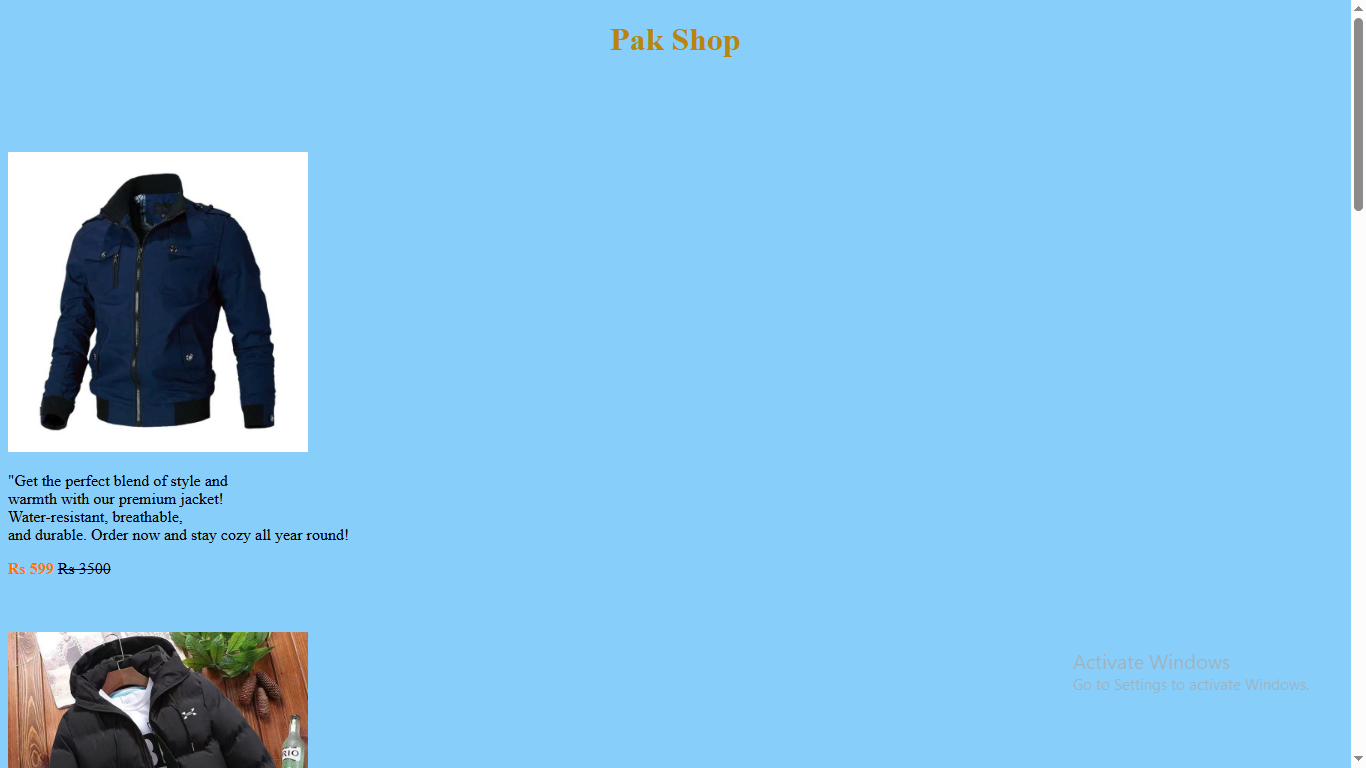 Pak Shop
"Get the perfect blend of style and
warmth with our premium jacket!
Water-resistant, breathable,
and durable. Order now and stay cozy all year round!
Rs 599 Rs 3500
RIO
Activate Windows
Go to Settings to activate Windows.